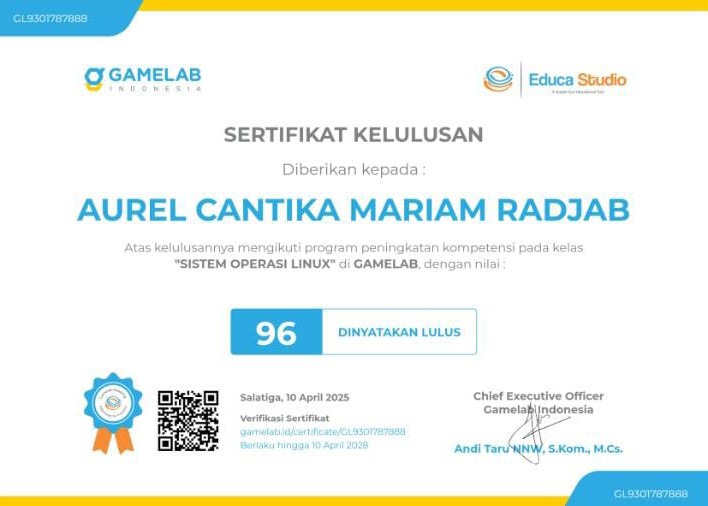 GL9301787888
GAMELAB
INDONESIA
Educa Studio
SERTIFIKAT KELULUSAN
Diberikan kepada :
AUREL CANTIKA MARIAM RADJAB
Atas kelulusannya mengikuti program peningkatan kompetensi pada kelas
"SISTEM OPERASI LINUX" di GAMELAB, dengan nilai :
96
DINYATAKAN LULUS
Salatiga, 10 April 2025
Verifikasi Sertifikat
gamelab.id/certificate/GL9301787888
Berlaku hingga 10 April 2028
Chief Executive Officer
Gamelab Indonesia
Andi Taru NNW, S.Kom., M.Cs.
GL9301787888